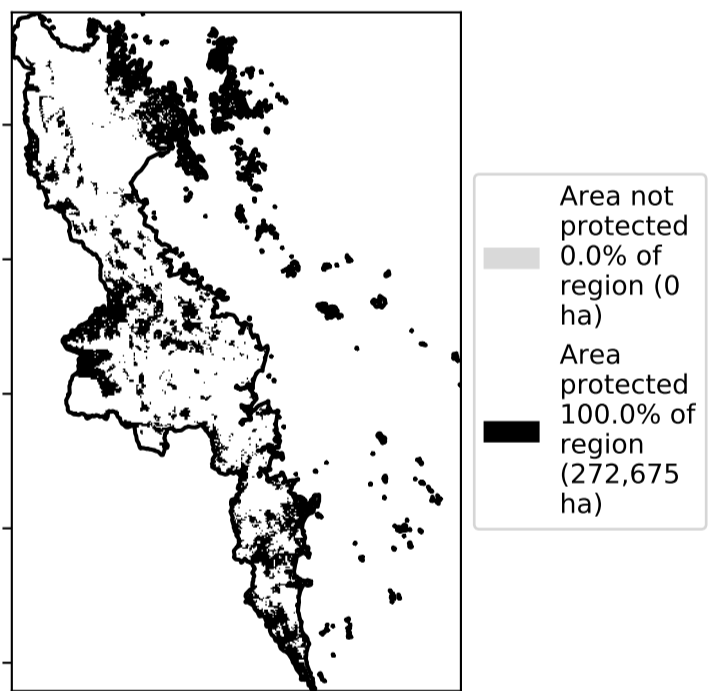 Area not
protected
0.0% of
region (0
ha)
Area
protected
100.0% of
region
(272,675
ha)